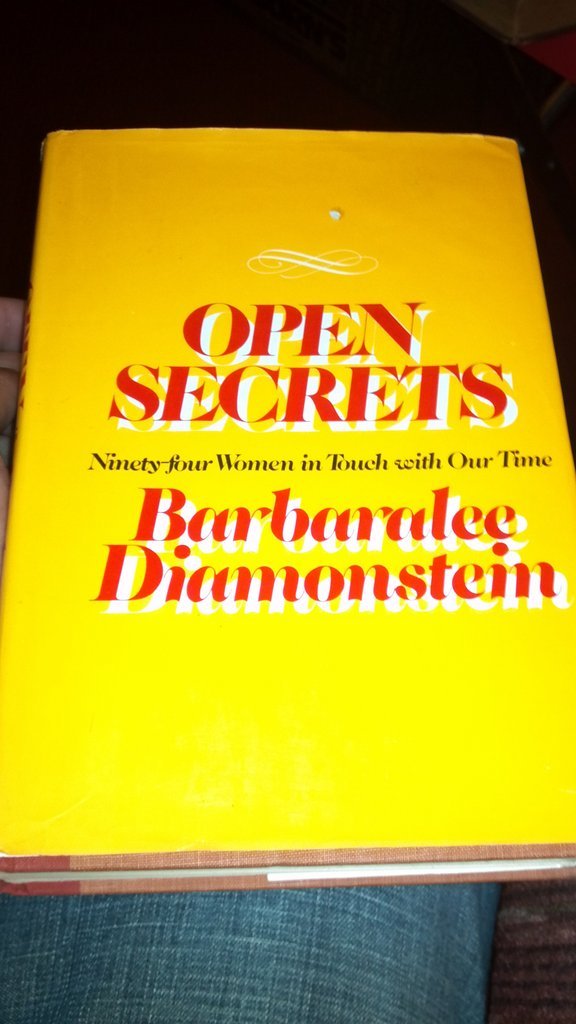 OPEN
SECRETS
Ninety-four Women in Touch with Our Time
Barbaralee
Diamonstein